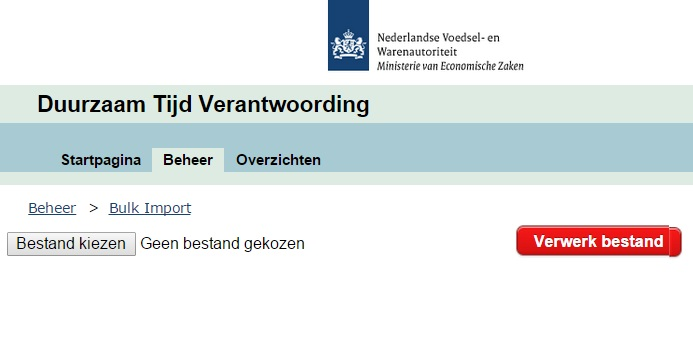 Nederlandse Voedsel- en
Warenautoriteit
Ministerie van Economische Zaken
Duurzaam Tijd Verantwoording
Startpagina Beheer Overzichten
Beheer > Bulk Import
Bestand kiezen Geen bestand gekozen Verwerk bestand